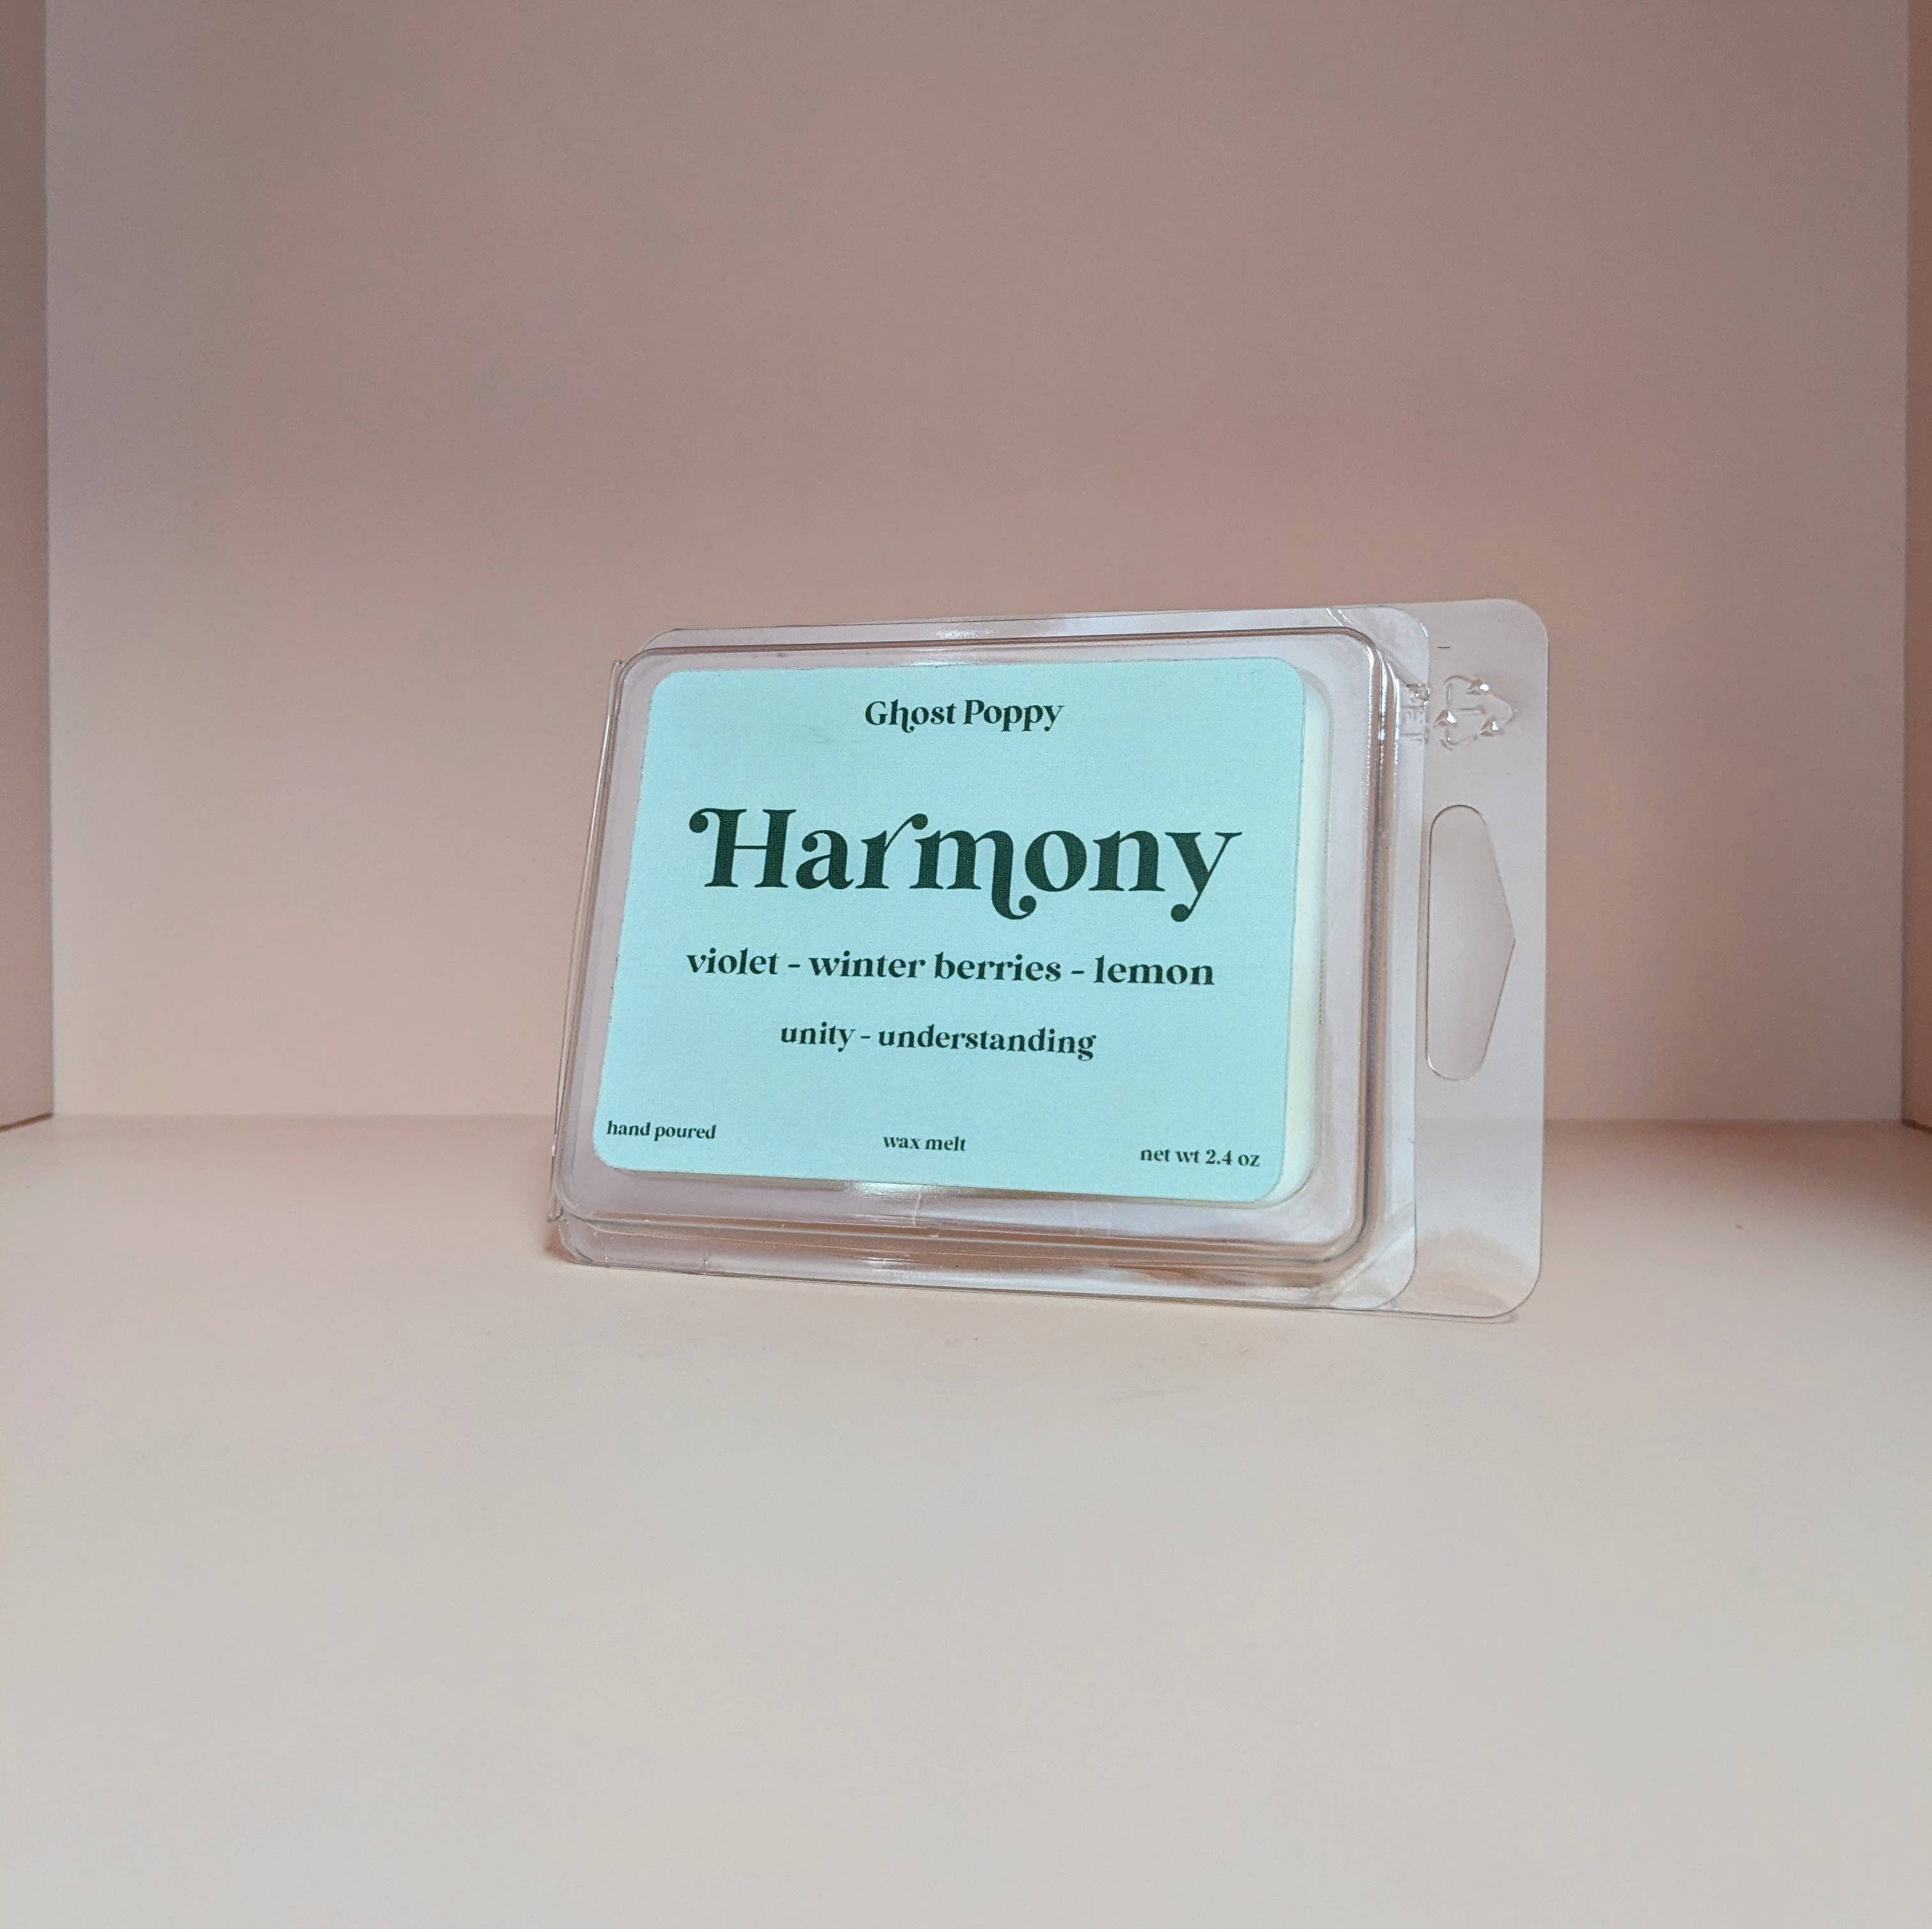 Ghost Poppy
Harmony
violet - winter berries - lemon
unity - understanding
hand poured
wax melt
net wt 2.4 oz